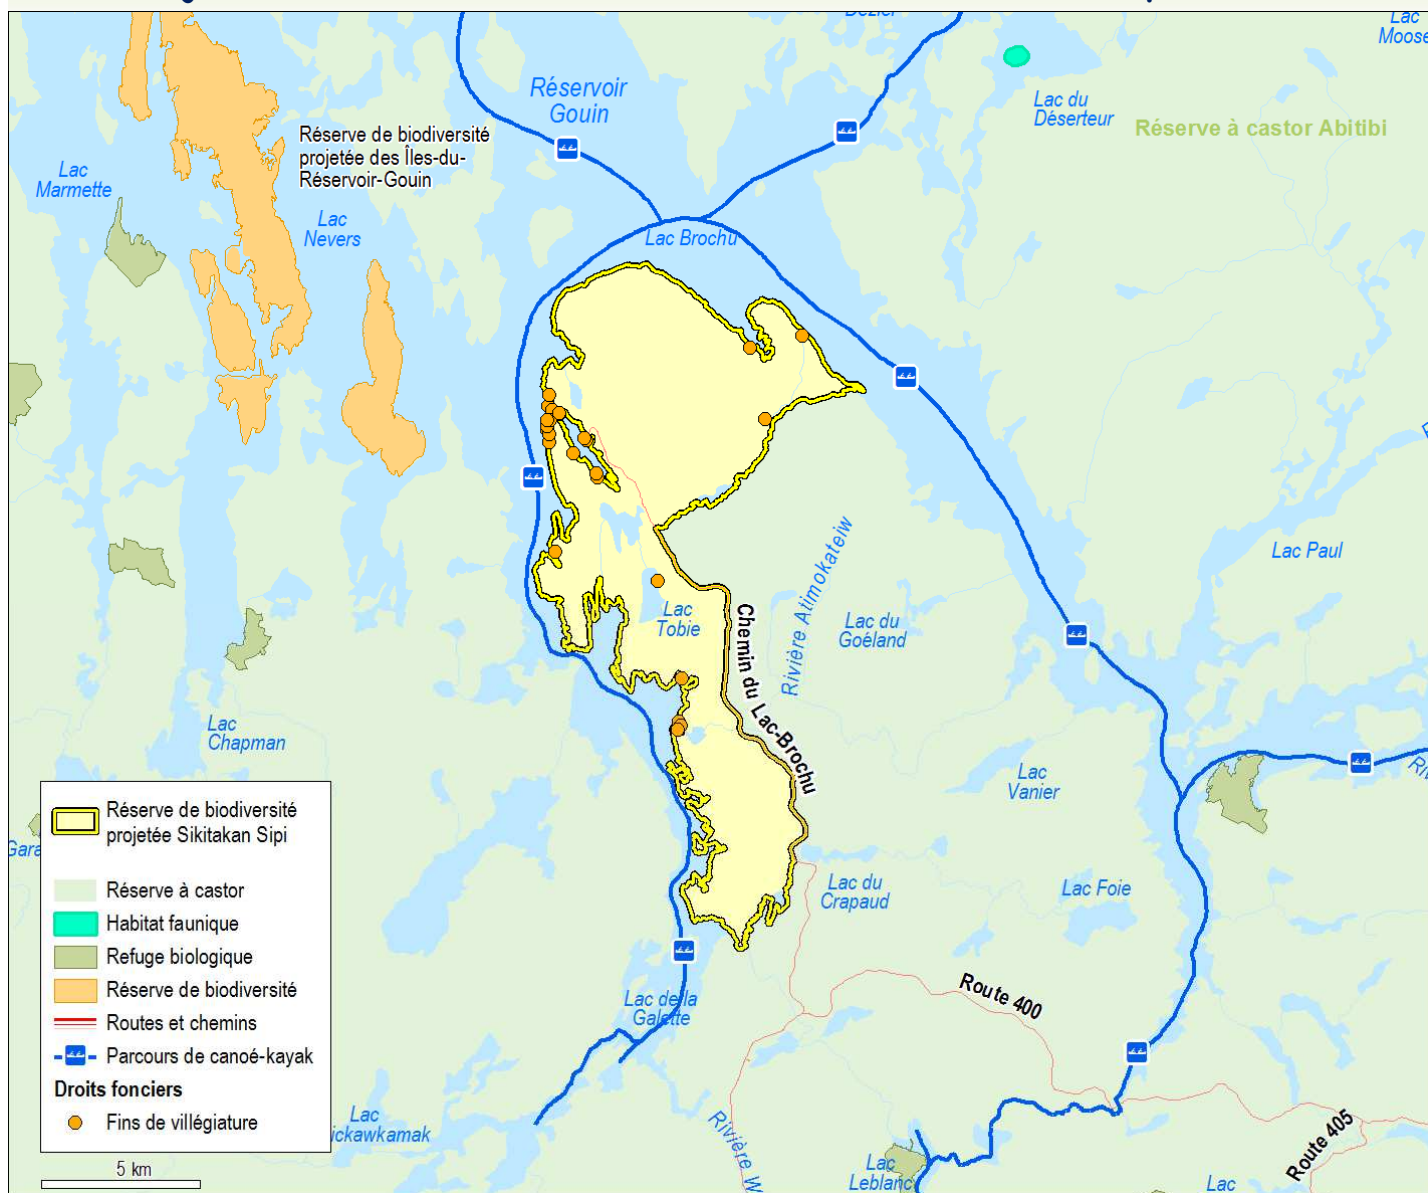 Lac
Moose
Réservoir
Gouin
Lac du
Déserteur
Réserve à castor Abitibi
Réserve de biodiversité
projetée des Îles-du-
Réservoir-Gouin
Lac
Marmette
Lac
Nevers
Lac Brochu
Lac Paul
Rivière Atimokateiw
Lac
Tobie
Lac du
Goéland
Chemin du Lac-Brochu
Lac
Chapman
Lac
Vanier
Lac du
Crapaud
Lac Foie
Route 400
Lac de la
Galette
Lac
ickawkamak
Rivière W
Lac
Leblanc
Route 405
Lac
Gara
Réserve de biodiversité
projetée Sikitakan Sipi
Réserve à castor
Habitat faunique
Refuge biologique
Réserve de biodiversité
Routes et chemins
Parcours de canoé-kayak
Droits fonciers
Fins de villégiature
5 km